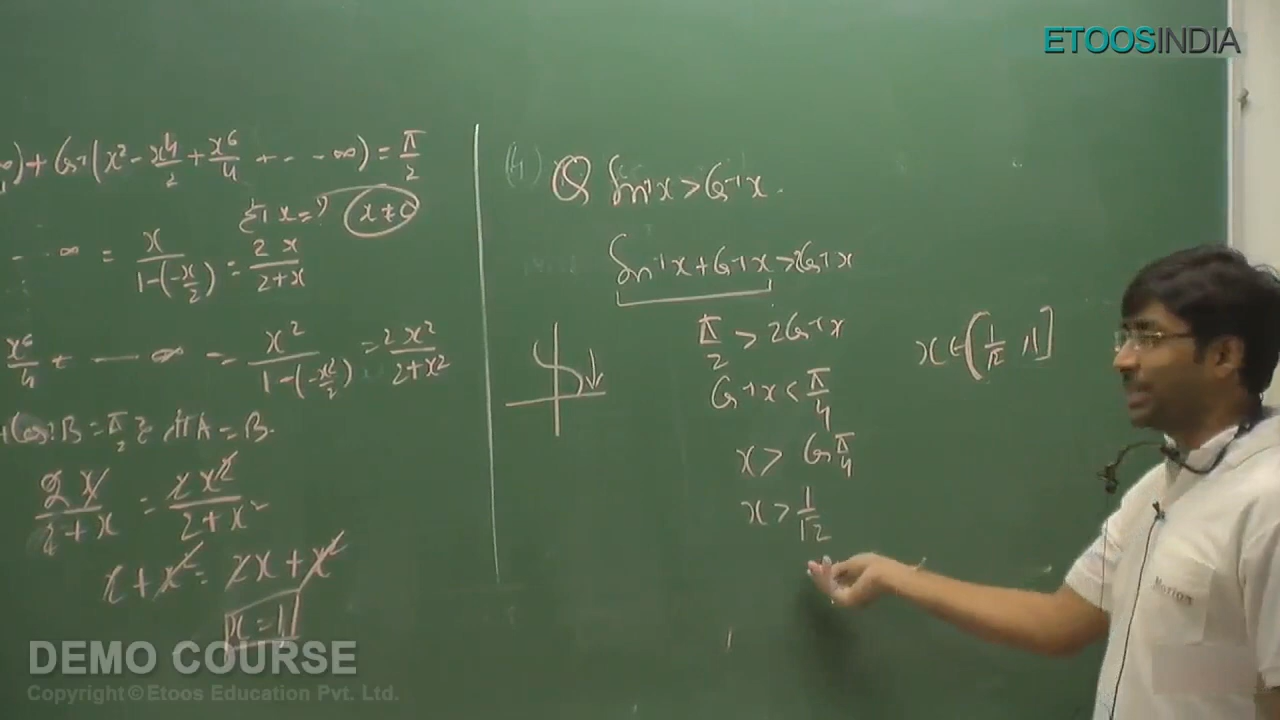 ETOOSINDIA
) + Cos⁻¹(x² - x⁴/2 + x⁶/4 + - - - ∞) = π/2
x = ? x ≠ 0
- - - ∞ = x/(1-(-x/2)) = 2x/(2+x)
x⁶/4 + — — ∞ = x²/(1-(-x²/2)) = 2x²/(2+x²)
+ Cos⁻¹B = π/2 A = B.
2x/(2+x) = 2x²/(2+x²)
2+x² = 2x+x²
x = 1
Q Sin⁻¹x > Cos⁻¹x.
Sin⁻¹x + Cos⁻¹x > 2Cos⁻¹x
π/2 > 2Cos⁻¹x
Cos⁻¹x < π/4
x > Cos π/4
x > 1/√2
x ∈ (1/√2, 1]
MOTION
DEMO COURSE
Copyright©Etoos Education Pvt. Ltd.